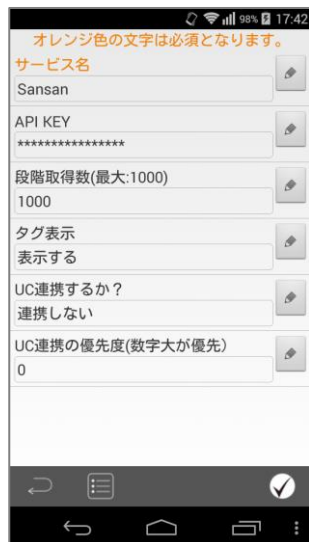 98% 17:42
オレンジ色の文字は必須となります。
サービス名
Sansan
API KEY
****************
段階取得数(最大:1000)
1000
タグ表示
表示する
UC連携するか？
連携しない
UC連携の優先度(数字大が優先）
0